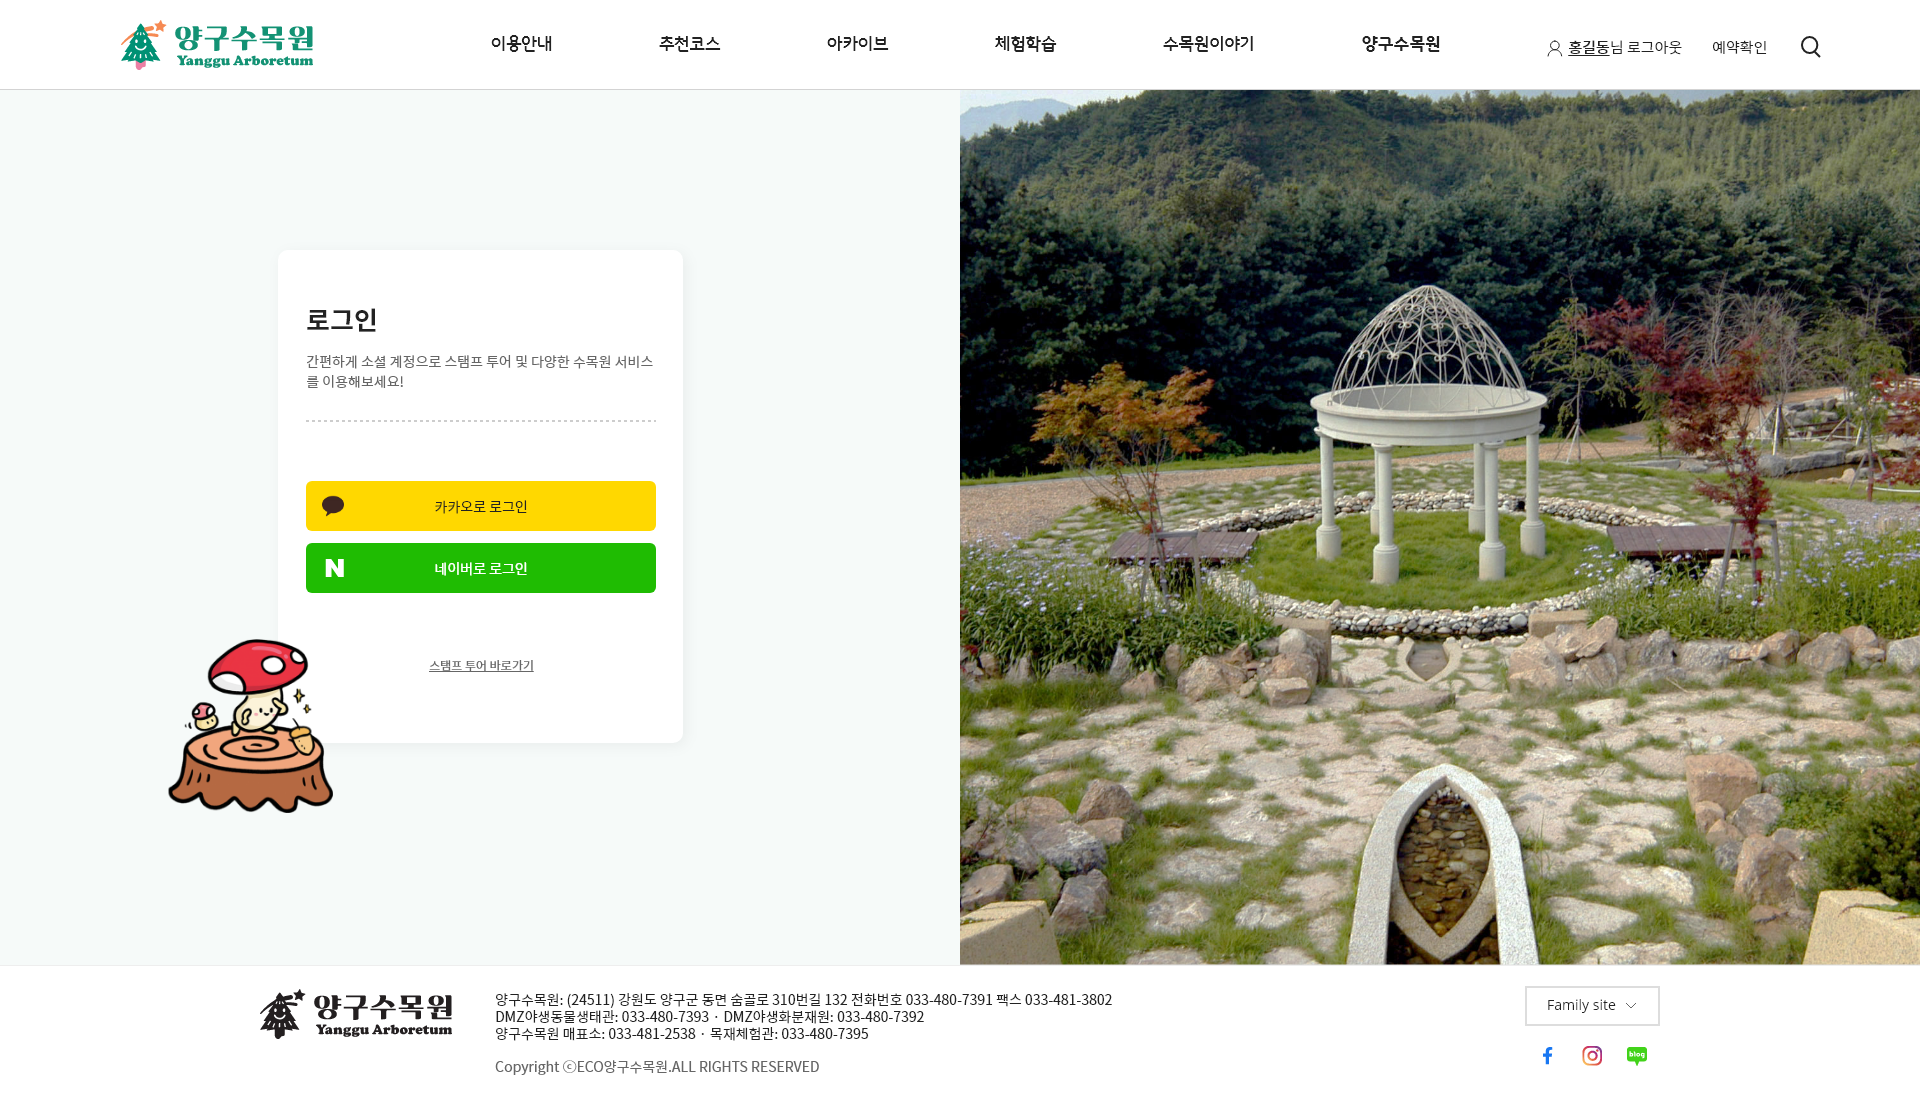 양구수목원
Yanggu Arboretum
이용안내
추천코스
아카이브
체험학습
수목원이야기
양구수목원
홍길동님 로그아웃
예약확인
로그인
간편하게 소셜 계정으로 스탬프 투어 및 다양한 수목원 서비스
를 이용해보세요!
카카오로 로그인
N
네이버로 로그인
스탬프 투어 바로가기
양구수목원
Yanggu Arboretum
양구수목원: (24511) 강원도 양구군 동면 숨골로 310번길 132 전화번호 033-480-7391 팩스 033-481-3802
DMZ야생동물생태관: 033-480-7393 · DMZ야생화분재원: 033-480-7392
양구수목원 매표소: 033-481-2538 · 목재체험관: 033-480-7395
Copyright ⓒECO양구수목원.ALL RIGHTS RESERVED
Family site
f
blog